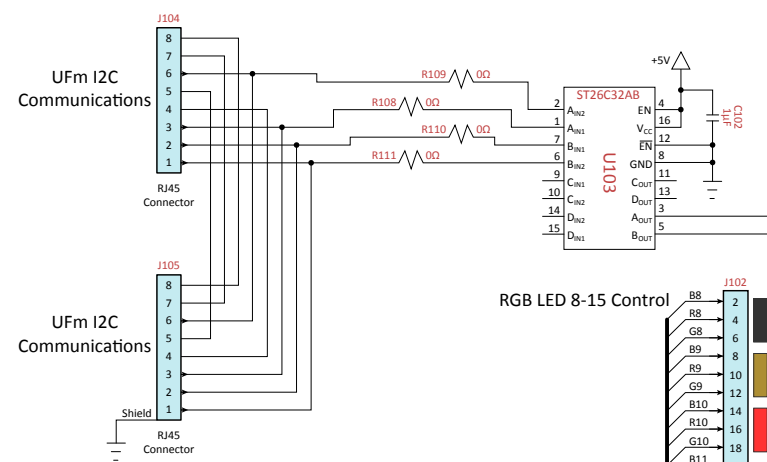 J104
8
7
6
5
4
3
2
1
UFm I2C
Communications
RJ45
Connector
R109 0Ω
R108 0Ω
R110 0Ω
R111 0Ω
ST26C32AB
U103
2 AIN2
1 AIN1
7 BIN1
6 BIN2
9 CIN1
10 CIN2
14 DIN2
15 DIN1
EN 4
VCC 16
E̅N̅ 12
GND 8
COUT 11
DOUT 13
AOUT 3
BOUT 5
+5V
C102
1µF
J105
8
7
6
5
4
3
2
1
UFm I2C
Communications
Shield
RJ45
Connector
RGB LED 8-15 Control
J102
B8 2
R8 4
G8 6
B9 8
R9 10
G9 12
B10 14
R10 16
G10 18
B11